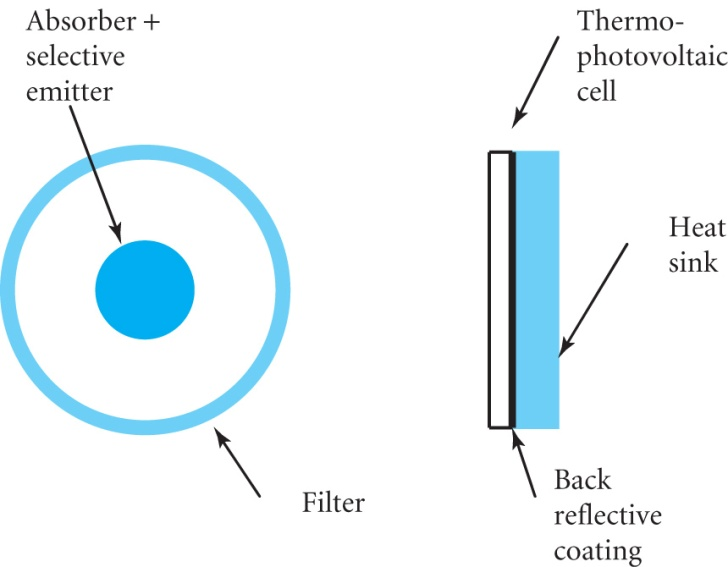 Absorber +
selective
emitter
Thermo-
photovoltaic
cell
Heat
sink
Filter
Back
reflective
coating